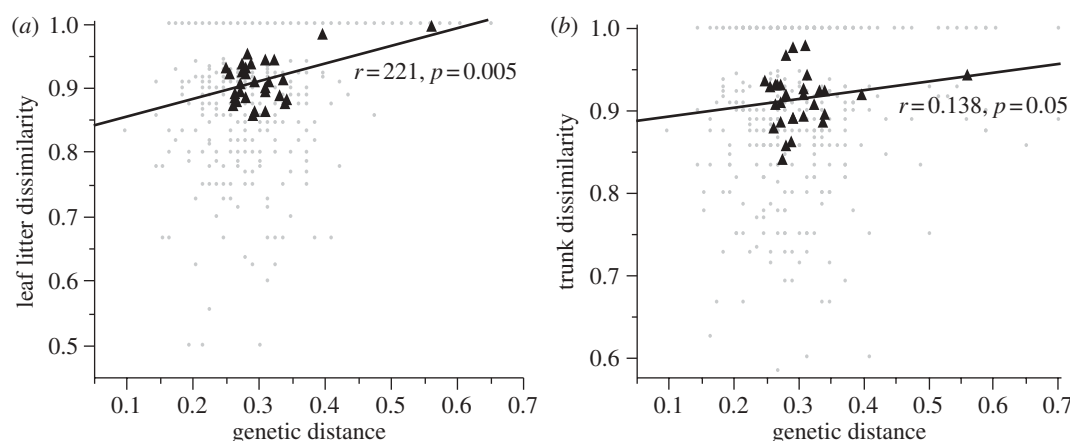 (a)
1.0
0.9
0.8
0.7
0.6
0.5
leaf litter dissimilarity
r=221, p=0.005
0.1 0.2 0.3 0.4 0.5 0.6 0.7
genetic distance
(b)
1.0
0.9
0.8
0.7
0.6
trunk dissimilarity
r=0.138, p=0.05
0.1 0.2 0.3 0.4 0.5 0.6 0.7
genetic distance